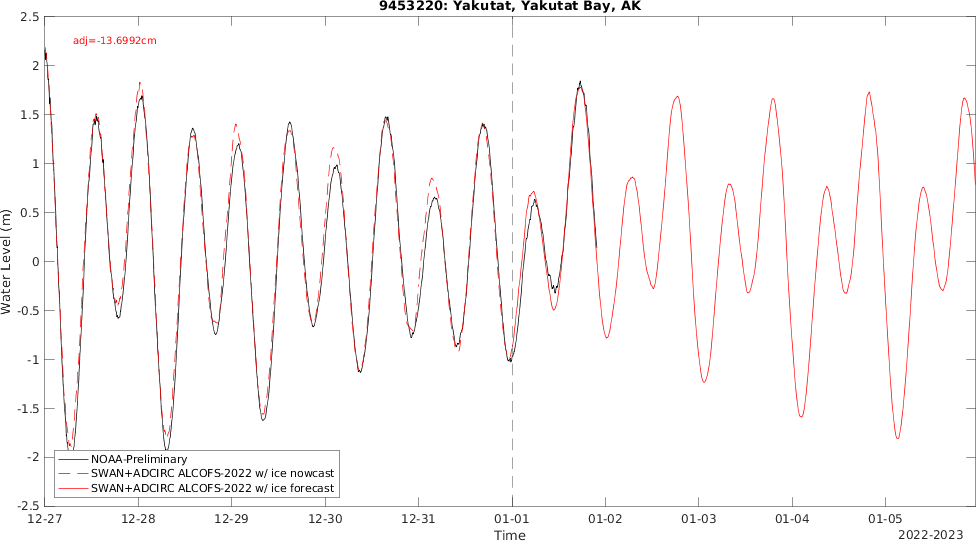 9453220: Yakutat, Yakutat Bay, AK
adj=-13.6992cm
2.5
2
1.5
1
0.5
0
-0.5
-1
-1.5
-2
-2.5
Water Level (m)
NOAA-Preliminary
SWAN+ADCIRC ALCOFS-2022 w/ ice nowcast
SWAN+ADCIRC ALCOFS-2022 w/ ice forecast
12-27 12-28 12-29 12-30 12-31 01-01 01-02 01-03 01-04 01-05
Time
2022-2023